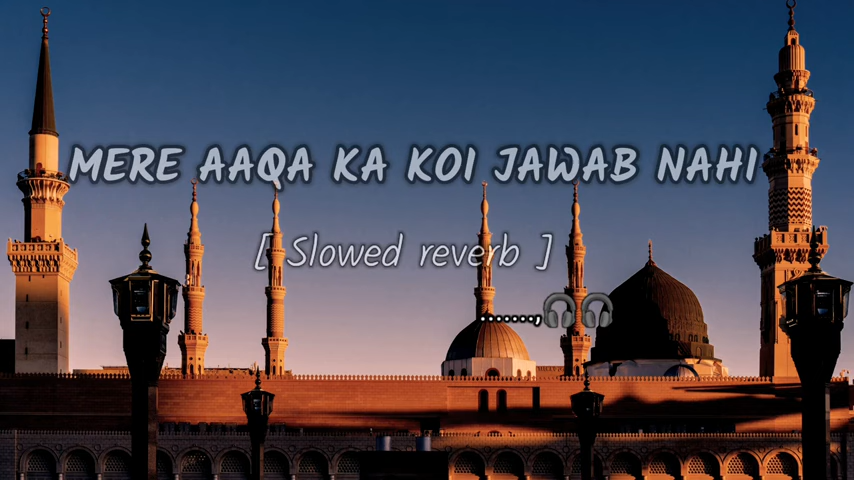 MERE AAQA KA KOI JAWAB NAHI
[ Slowed reverb ]
........,🎧🎧